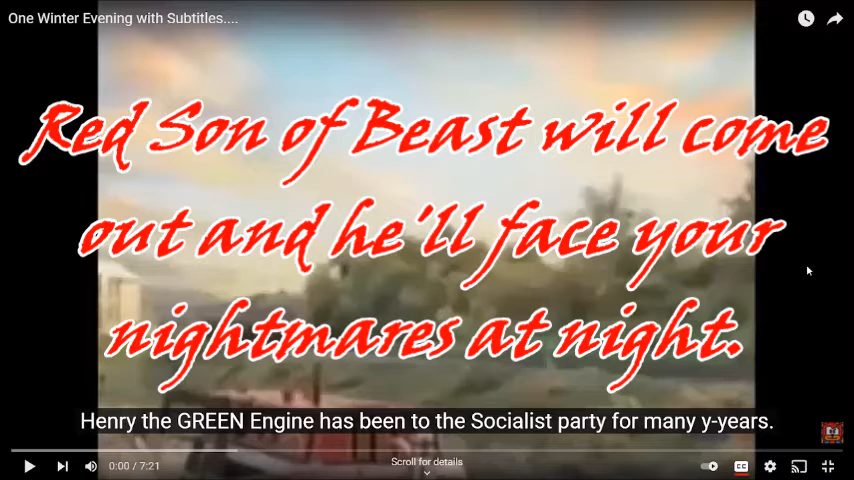 One Winter Evening with Subtitles....
Red Son of Beast will come
out and he'll face your
nightmares at night.
Henry the GREEN Engine has been to the Socialist party for many y-years.
0:00 / 7:21
Scroll for details
CC